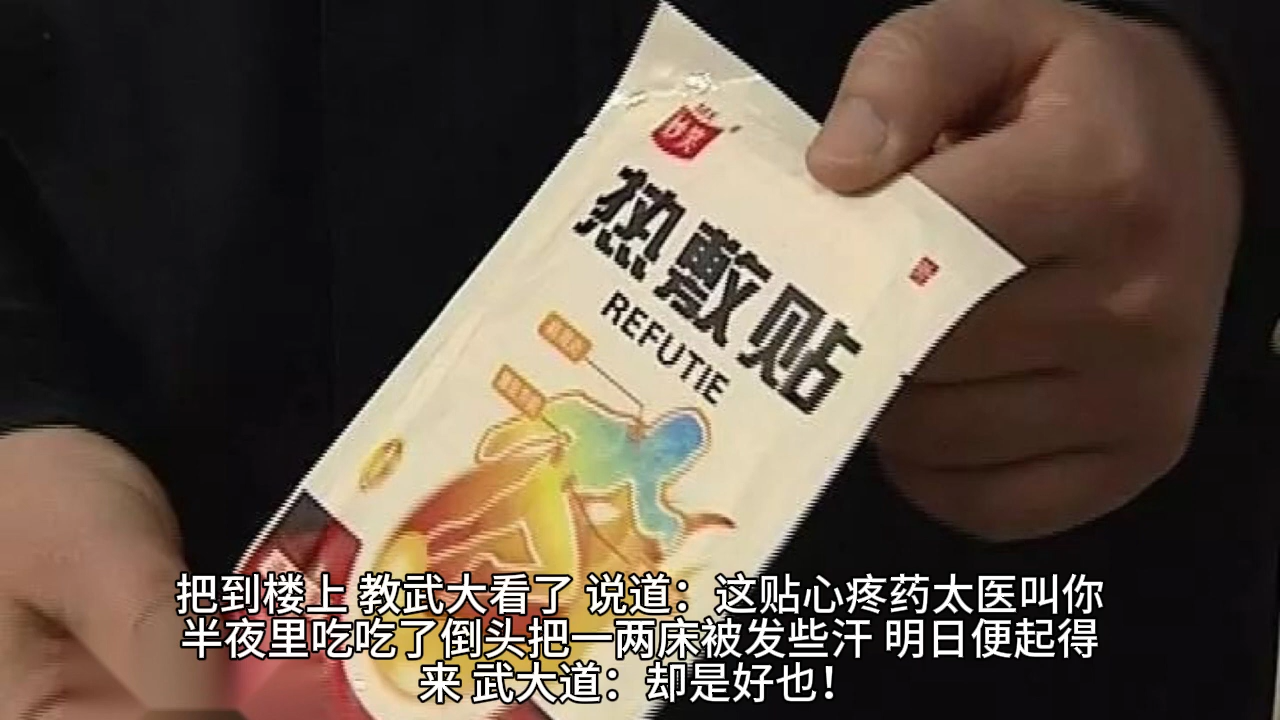 热敷贴
REFUTIE
把到楼上 教武大看了 说道：这贴心疼药太医叫你
半夜里吃吃了倒头把一两床被发些汗 明日便起得
来 武大道：却是好也！